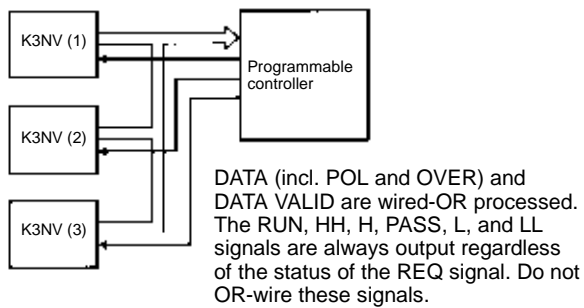 K3NV (1)
Programmable
controller
K3NV (2)
K3NV (3)
DATA (incl. POL and OVER) and
DATA VALID are wired-OR processed.
The RUN, HH, H, PASS, L, and LL
signals are always output regardless
of the status of the REQ signal. Do not
OR-wire these signals.